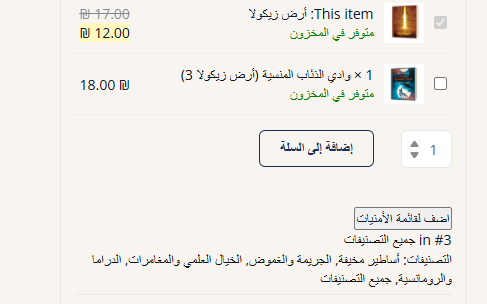 This item: أرض زيكولا
₪ 17.00
₪ 12.00
متوفر في المخزون
1 × وادي الذئاب المنسية (أرض زيكولا 3)
18.00 ₪
متوفر في المخزون
1
إضافة إلى السلة
اضف لقائمة الأمنيات
#3 in جميع التصنيفات
التصنيفات: أساطير مخيفة, الجريمة والغموض, الخيال العلمي والمغامرات, الدراما
والرومانسية, جميع التصنيفات